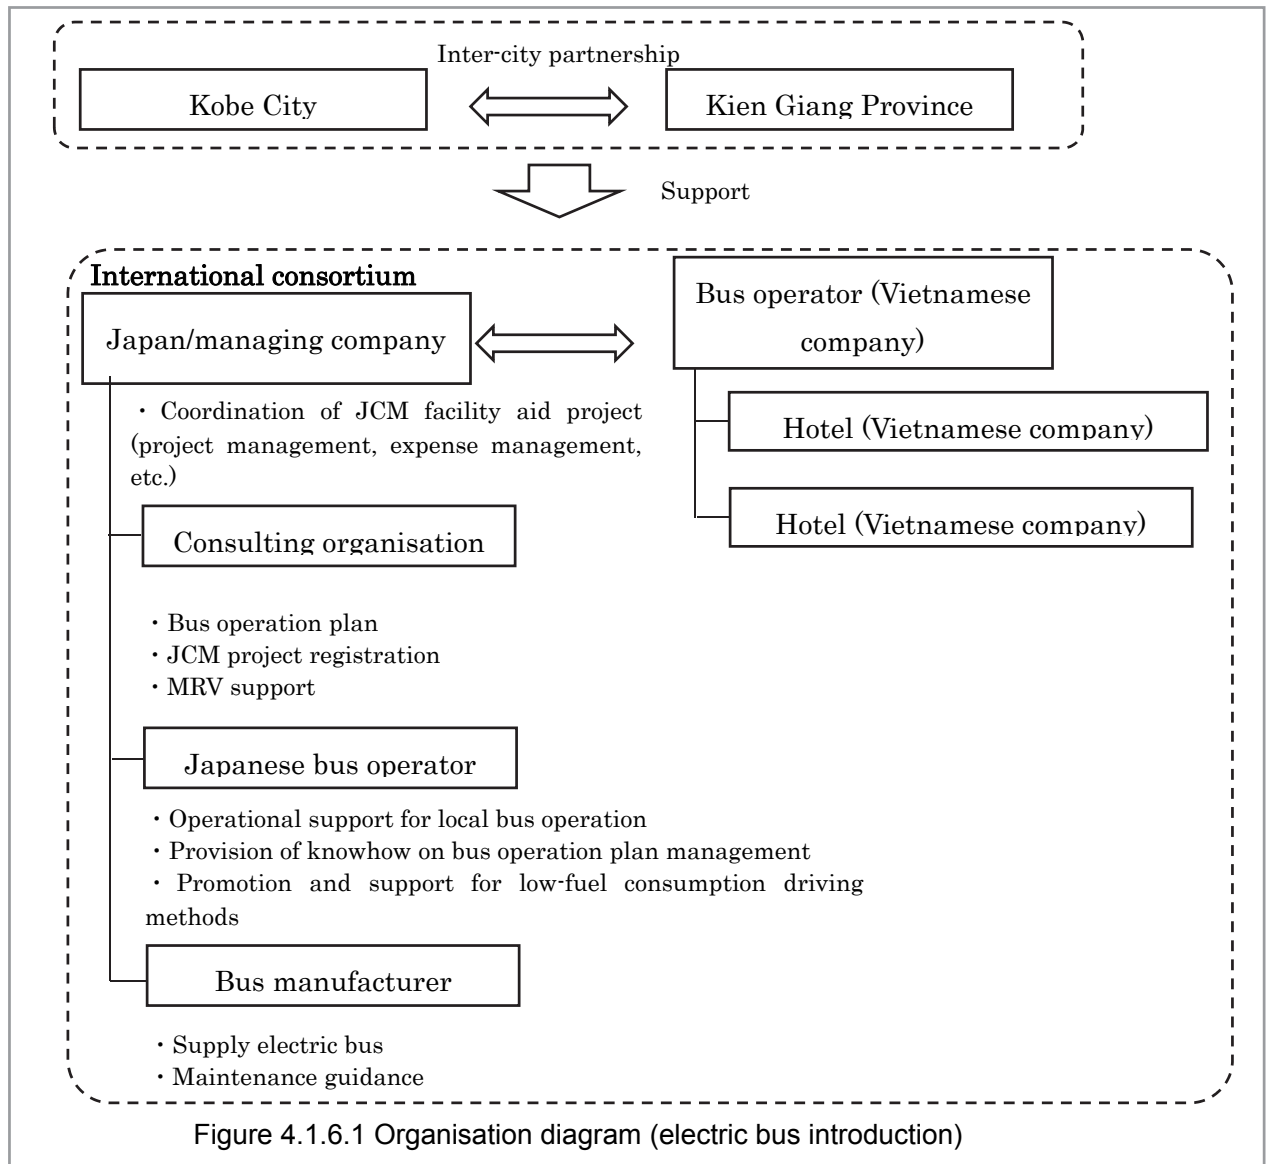 Inter-city partnership
Kobe City
Kien Giang Province
Support
International consortium
Japan/managing company
Bus operator (Vietnamese
company)
・Coordination of JCM facility aid project
(project management, expense management,
etc.)
Hotel (Vietnamese company)
Hotel (Vietnamese company)
Consulting organisation
・Bus operation plan
・JCM project registration
・MRV support
Japanese bus operator
・Operational support for local bus operation
・Provision of knowhow on bus operation plan management
・Promotion and support for low-fuel consumption driving
methods
Bus manufacturer
・Supply electric bus
・Maintenance guidance
Figure 4.1.6.1 Organisation diagram (electric bus introduction)